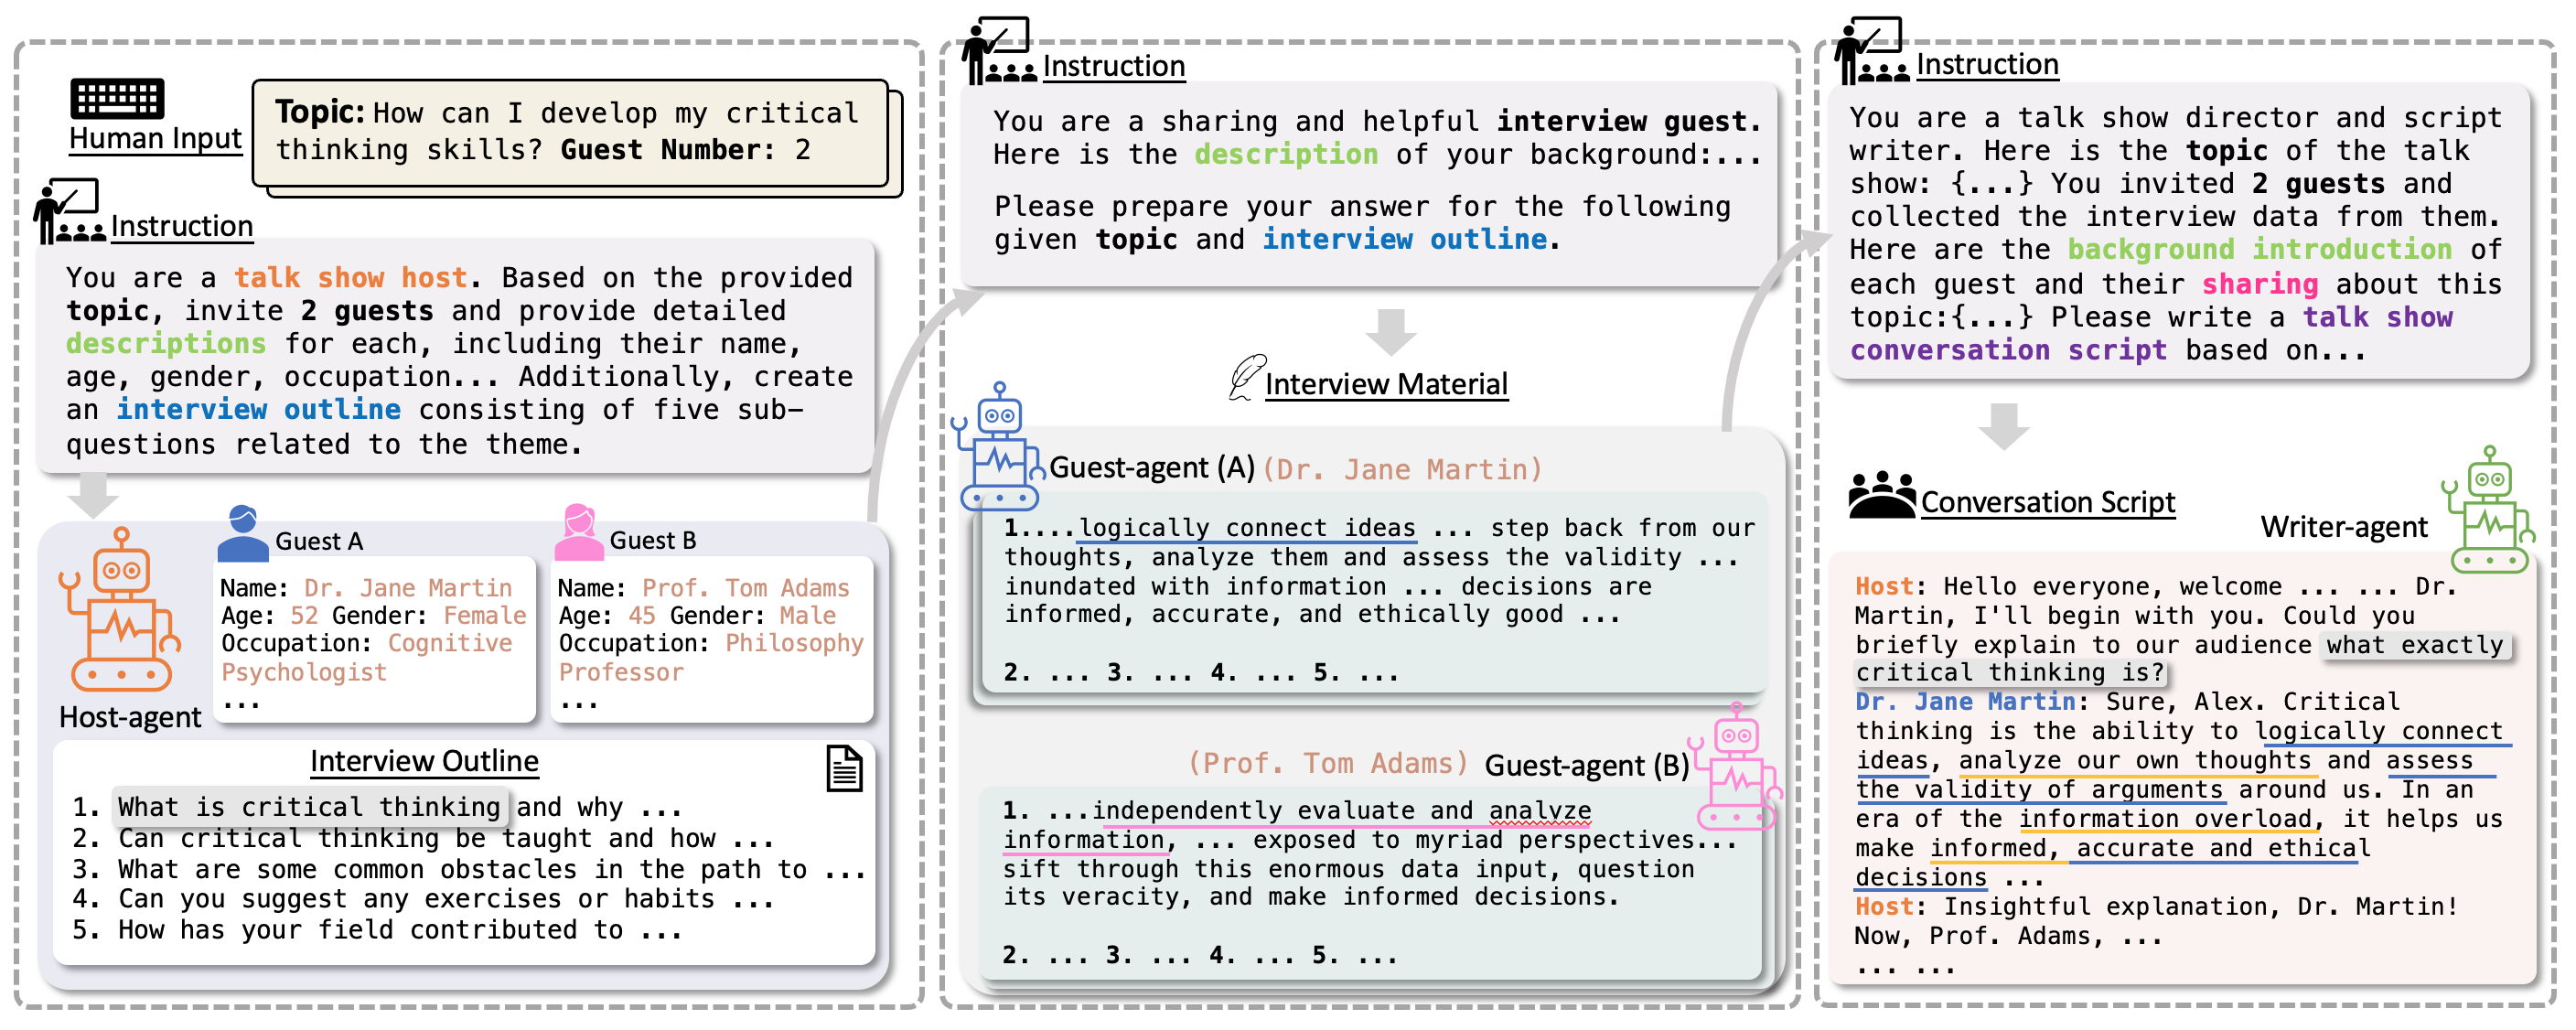 Human Input
Topic: How can I develop my critical
thinking skills? Guest Number: 2
Instruction
You are a talk show host. Based on the provided
topic, invite 2 guests and provide detailed
descriptions for each, including their name,
age, gender, occupation... Additionally, create
an interview outline consisting of five sub-
questions related to the theme.
Host-agent
Guest A
Name: Dr. Jane Martin
Age: 52 Gender: Female
Occupation: Cognitive
Psychologist
...
Guest B
Name: Prof. Tom Adams
Age: 45 Gender: Male
Occupation: Philosophy
Professor
...
Interview Outline
1. What is critical thinking and why ...
2. Can critical thinking be taught and how ...
3. What are some common obstacles in the path to ...
4. Can you suggest any exercises or habits ...
5. How has your field contributed to ...
Instruction
You are a sharing and helpful interview guest.
Here is the description of your background:...
Please prepare your answer for the following
given topic and interview outline.
Interview Material
Guest-agent (A) (Dr. Jane Martin)
1....logically connect ideas ... step back from our
thoughts, analyze them and assess the validity ...
inundated with information ... decisions are
informed, accurate, and ethically good ...
2. ... 3. ... 4. ... 5. ...
(Prof. Tom Adams) Guest-agent (B)
1. ...independently evaluate and analyze
information, ... exposed to myriad perspectives...
sift through this enormous data input, question
its veracity, and make informed decisions.
2. ... 3. ... 4. ... 5. ...
Instruction
You are a talk show director and script
writer. Here is the topic of the talk
show: {...} You invited 2 guests and
collected the interview data from them.
Here are the background introduction of
each guest and their sharing about this
topic:{...} Please write a talk show
conversation script based on...
Conversation Script
Writer-agent
Host: Hello everyone, welcome ... ... Dr.
Martin, I'll begin with you. Could you
briefly explain to our audience what exactly
critical thinking is?
Dr. Jane Martin: Sure, Alex. Critical
thinking is the ability to logically connect
ideas, analyze our own thoughts and assess
the validity of arguments around us. In an
era of the information overload, it helps us
make informed, accurate and ethical
decisions ...
Host: Insightful explanation, Dr. Martin!
Now, Prof. Adams, ...
... ...